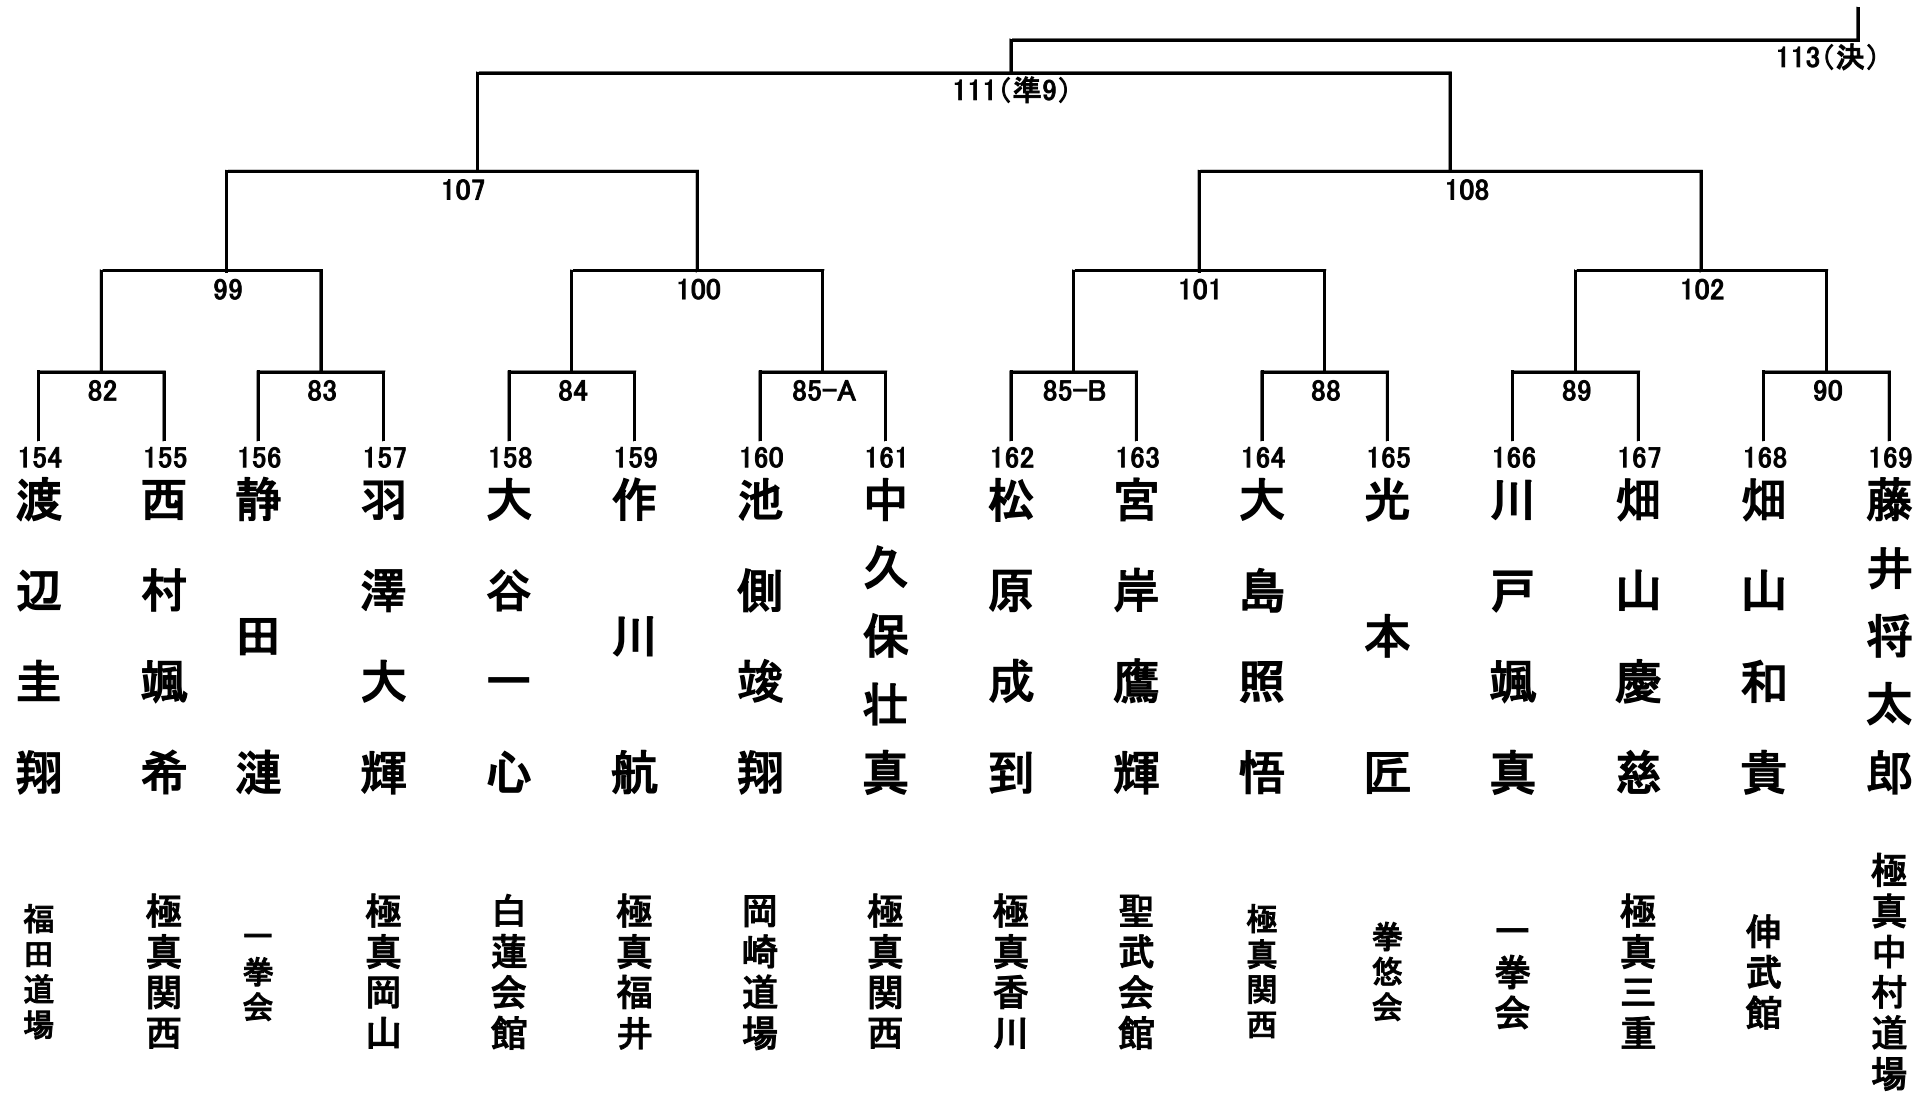 113（決）
111（準9）
107
108
99
100
101
102
82
83
84
85-A
85-B
88
89
90
154
155
156
157
158
159
160
161
162
163
164
165
166
167
168
169
渡辺圭翔
西村颯希
静田漣
羽澤大輝
大谷一心
作川航
池側竣翔
中久保壮真
松原成到
宮岸鷹輝
大島照悟
光本匠
川戸颯真
畑山慶慈
畑山和貴
藤井将太郎
福田道場
極真関西
一拳会
極真岡山
白蓮会館
極真福井
岡崎道場
極真関西
極真香川
聖武会館
極真関西
拳悠会
一拳会
極真三重
伸武館
極真中村道場